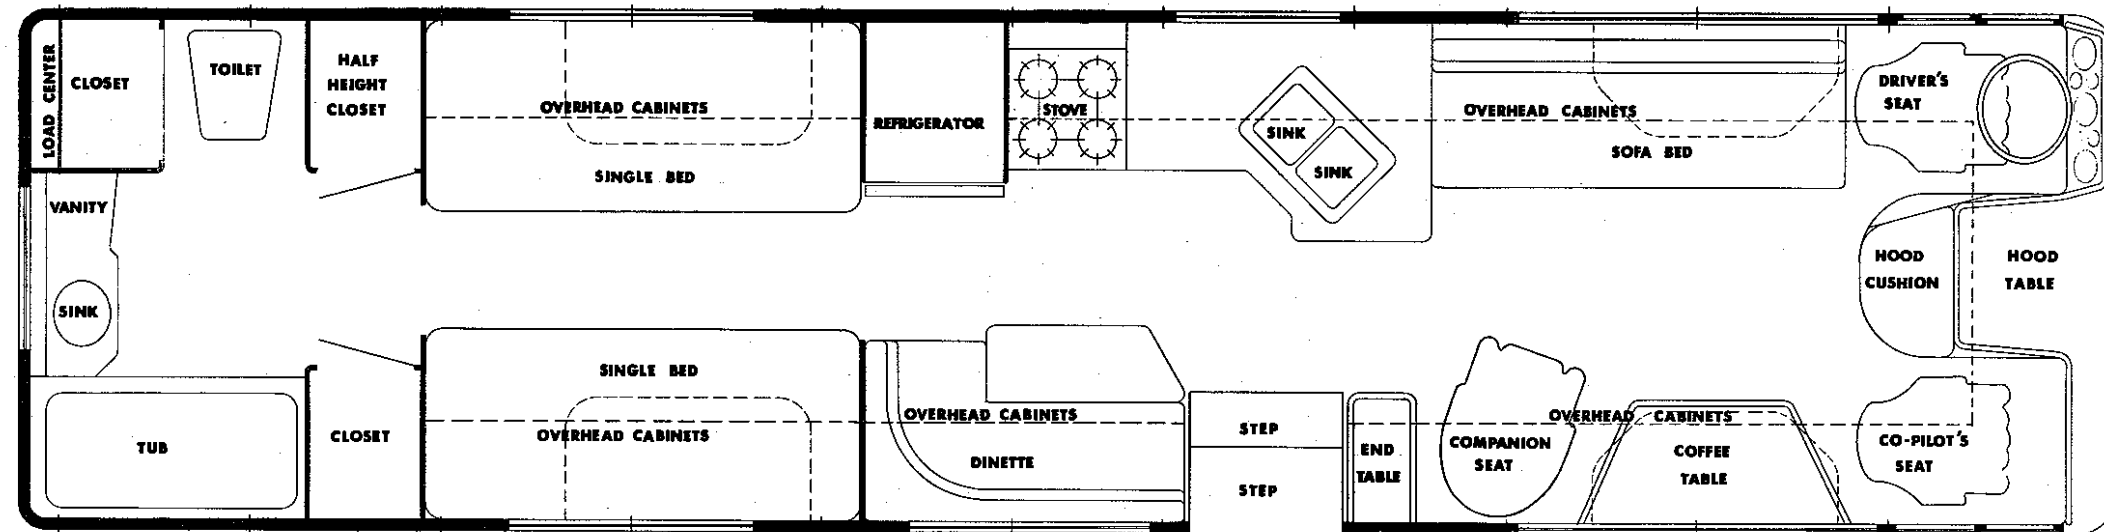 LOAD CENTER
CLOSET
TOILET
HALF
HEIGHT
CLOSET
OVERHEAD CABINETS
SINGLE BED
REFRIGERATOR
STOVE
SINK
SINK
OVERHEAD CABINETS
SOFA BED
DRIVER'S
SEAT
VANITY
SINK
HOOD
CUSHION
HOOD
TABLE
TUB
CLOSET
SINGLE BED
OVERHEAD CABINETS
OVERHEAD CABINETS
DINETTE
STEP
STEP
END
TABLE
COMPANION
SEAT
OVERHEAD CABINETS
COFFEE
TABLE
CO-PILOT'S
SEAT